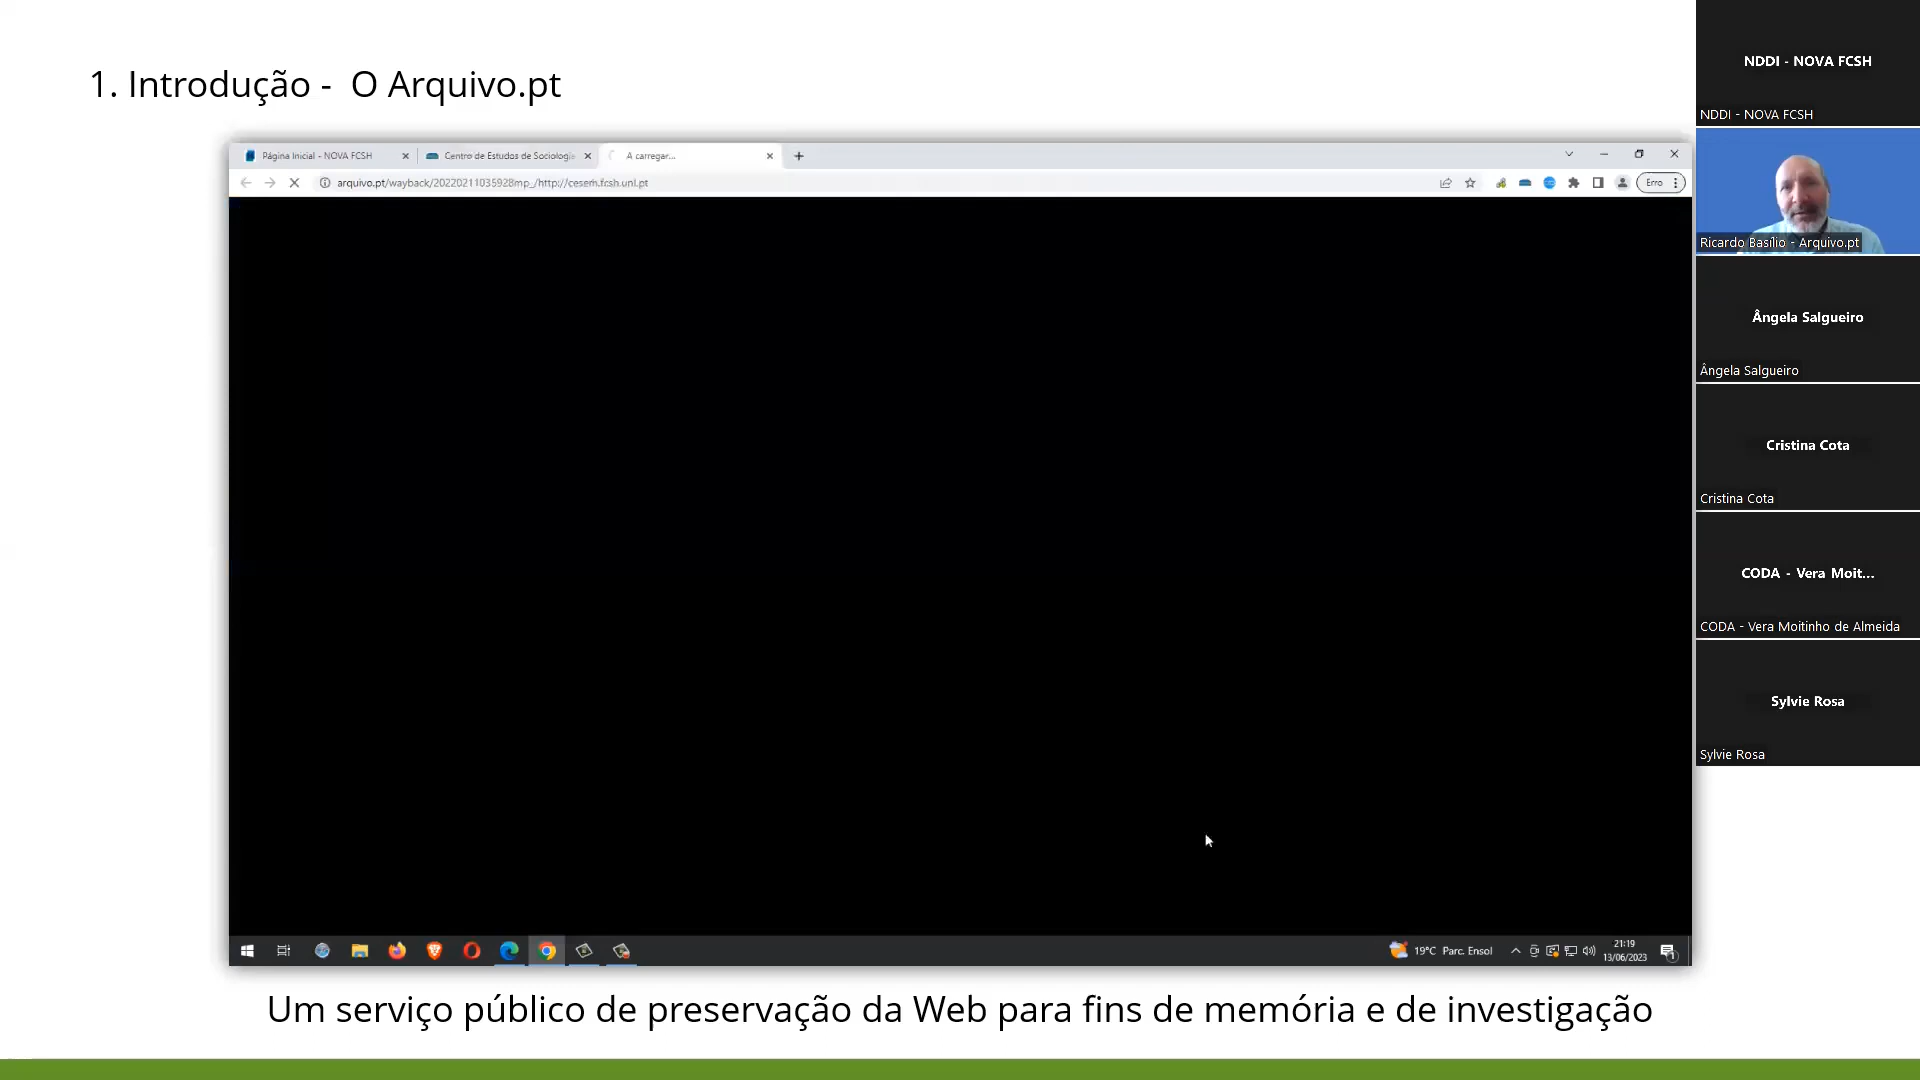 1. Introdução - O Arquivo.pt
Página Inicial - NOVA FCSH
Centro de Estudos de Sociologia
A carregar...
arquivo.pt/wayback/20220211035928mp_/http://cesem.fcsh.unl.pt
Erro
19°C Parc. Ensol
21:19
13/06/2023
1
Um serviço público de preservação da Web para fins de memória e de investigação
NDDI - NOVA FCSH
NDDI - NOVA FCSH
Ricardo Basílio - Arquivo.pt
Ângela Salgueiro
Ângela Salgueiro
Cristina Cota
Cristina Cota
CODA - Vera Moit...
CODA - Vera Moitinho de Almeida
Sylvie Rosa
Sylvie Rosa